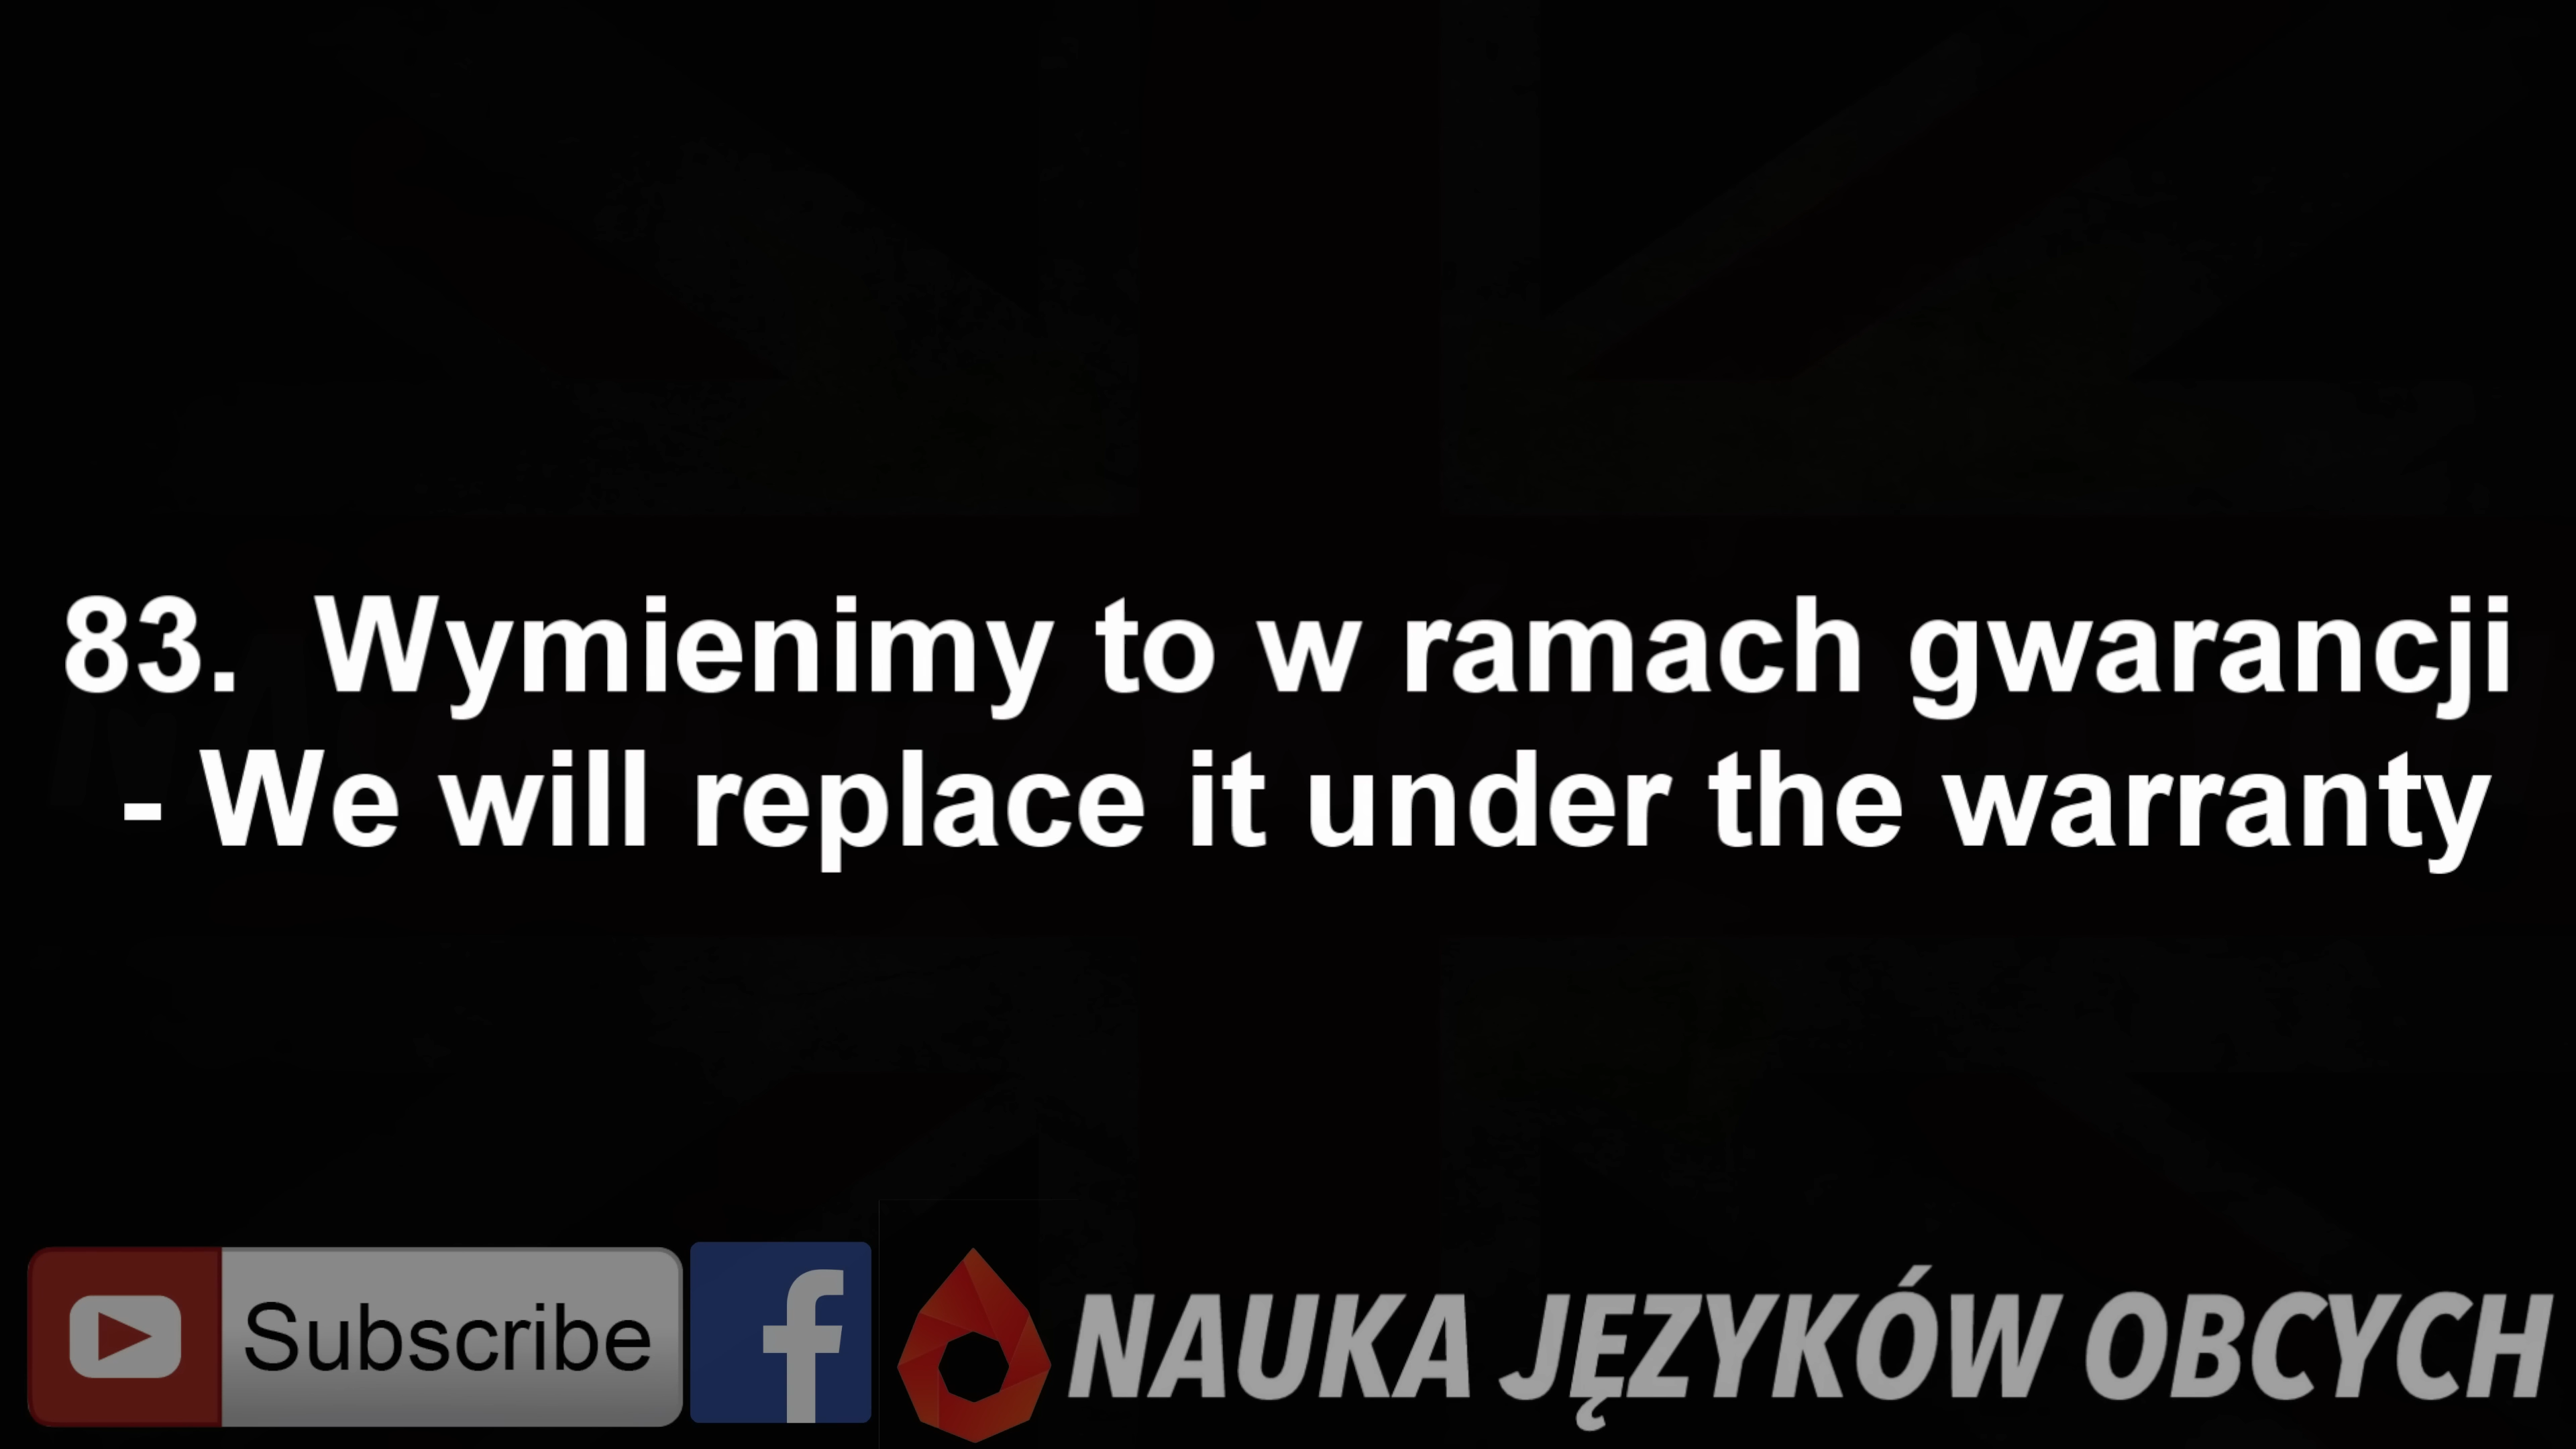 83. Wymienimy to w ramach gwarancji
- We will replace it under the warranty
Subscribe
NAUKA JĘZYKÓW OBCYCH